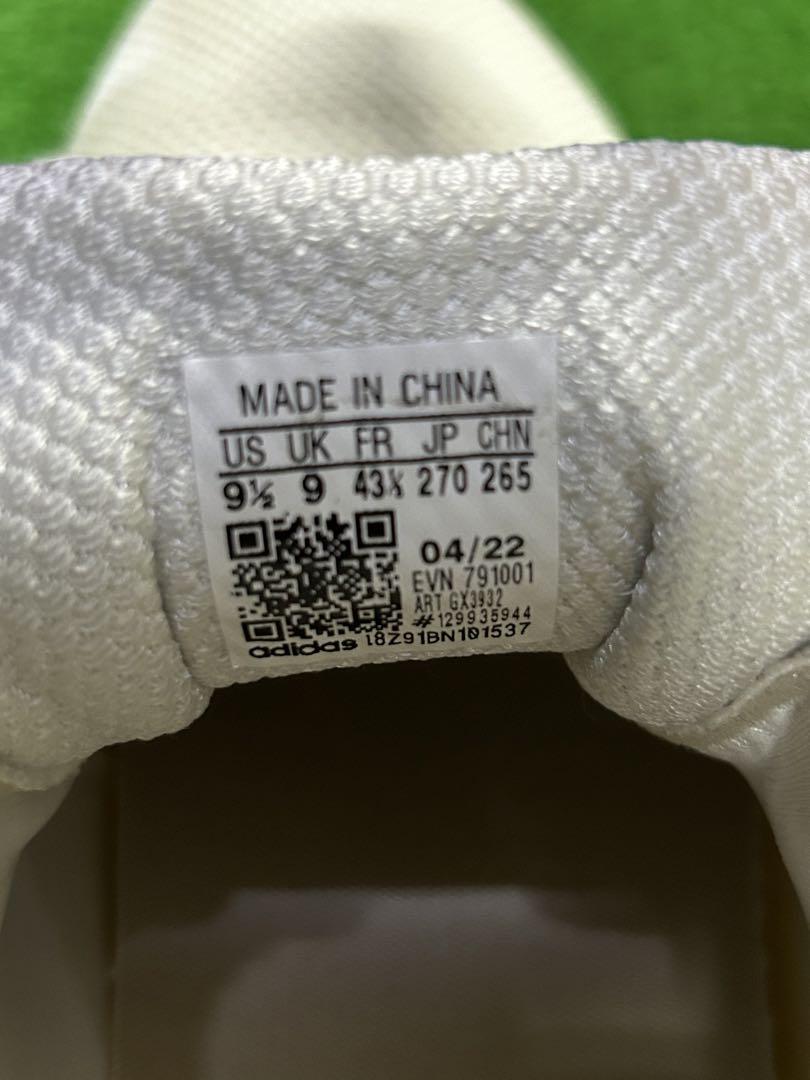 MADE IN CHINA
US UK FR JP CHN
9½ 9 43⅓ 270 265
04/22
EVN 791001
ART GX3932
#129935944
adidas 18Z91BN101537